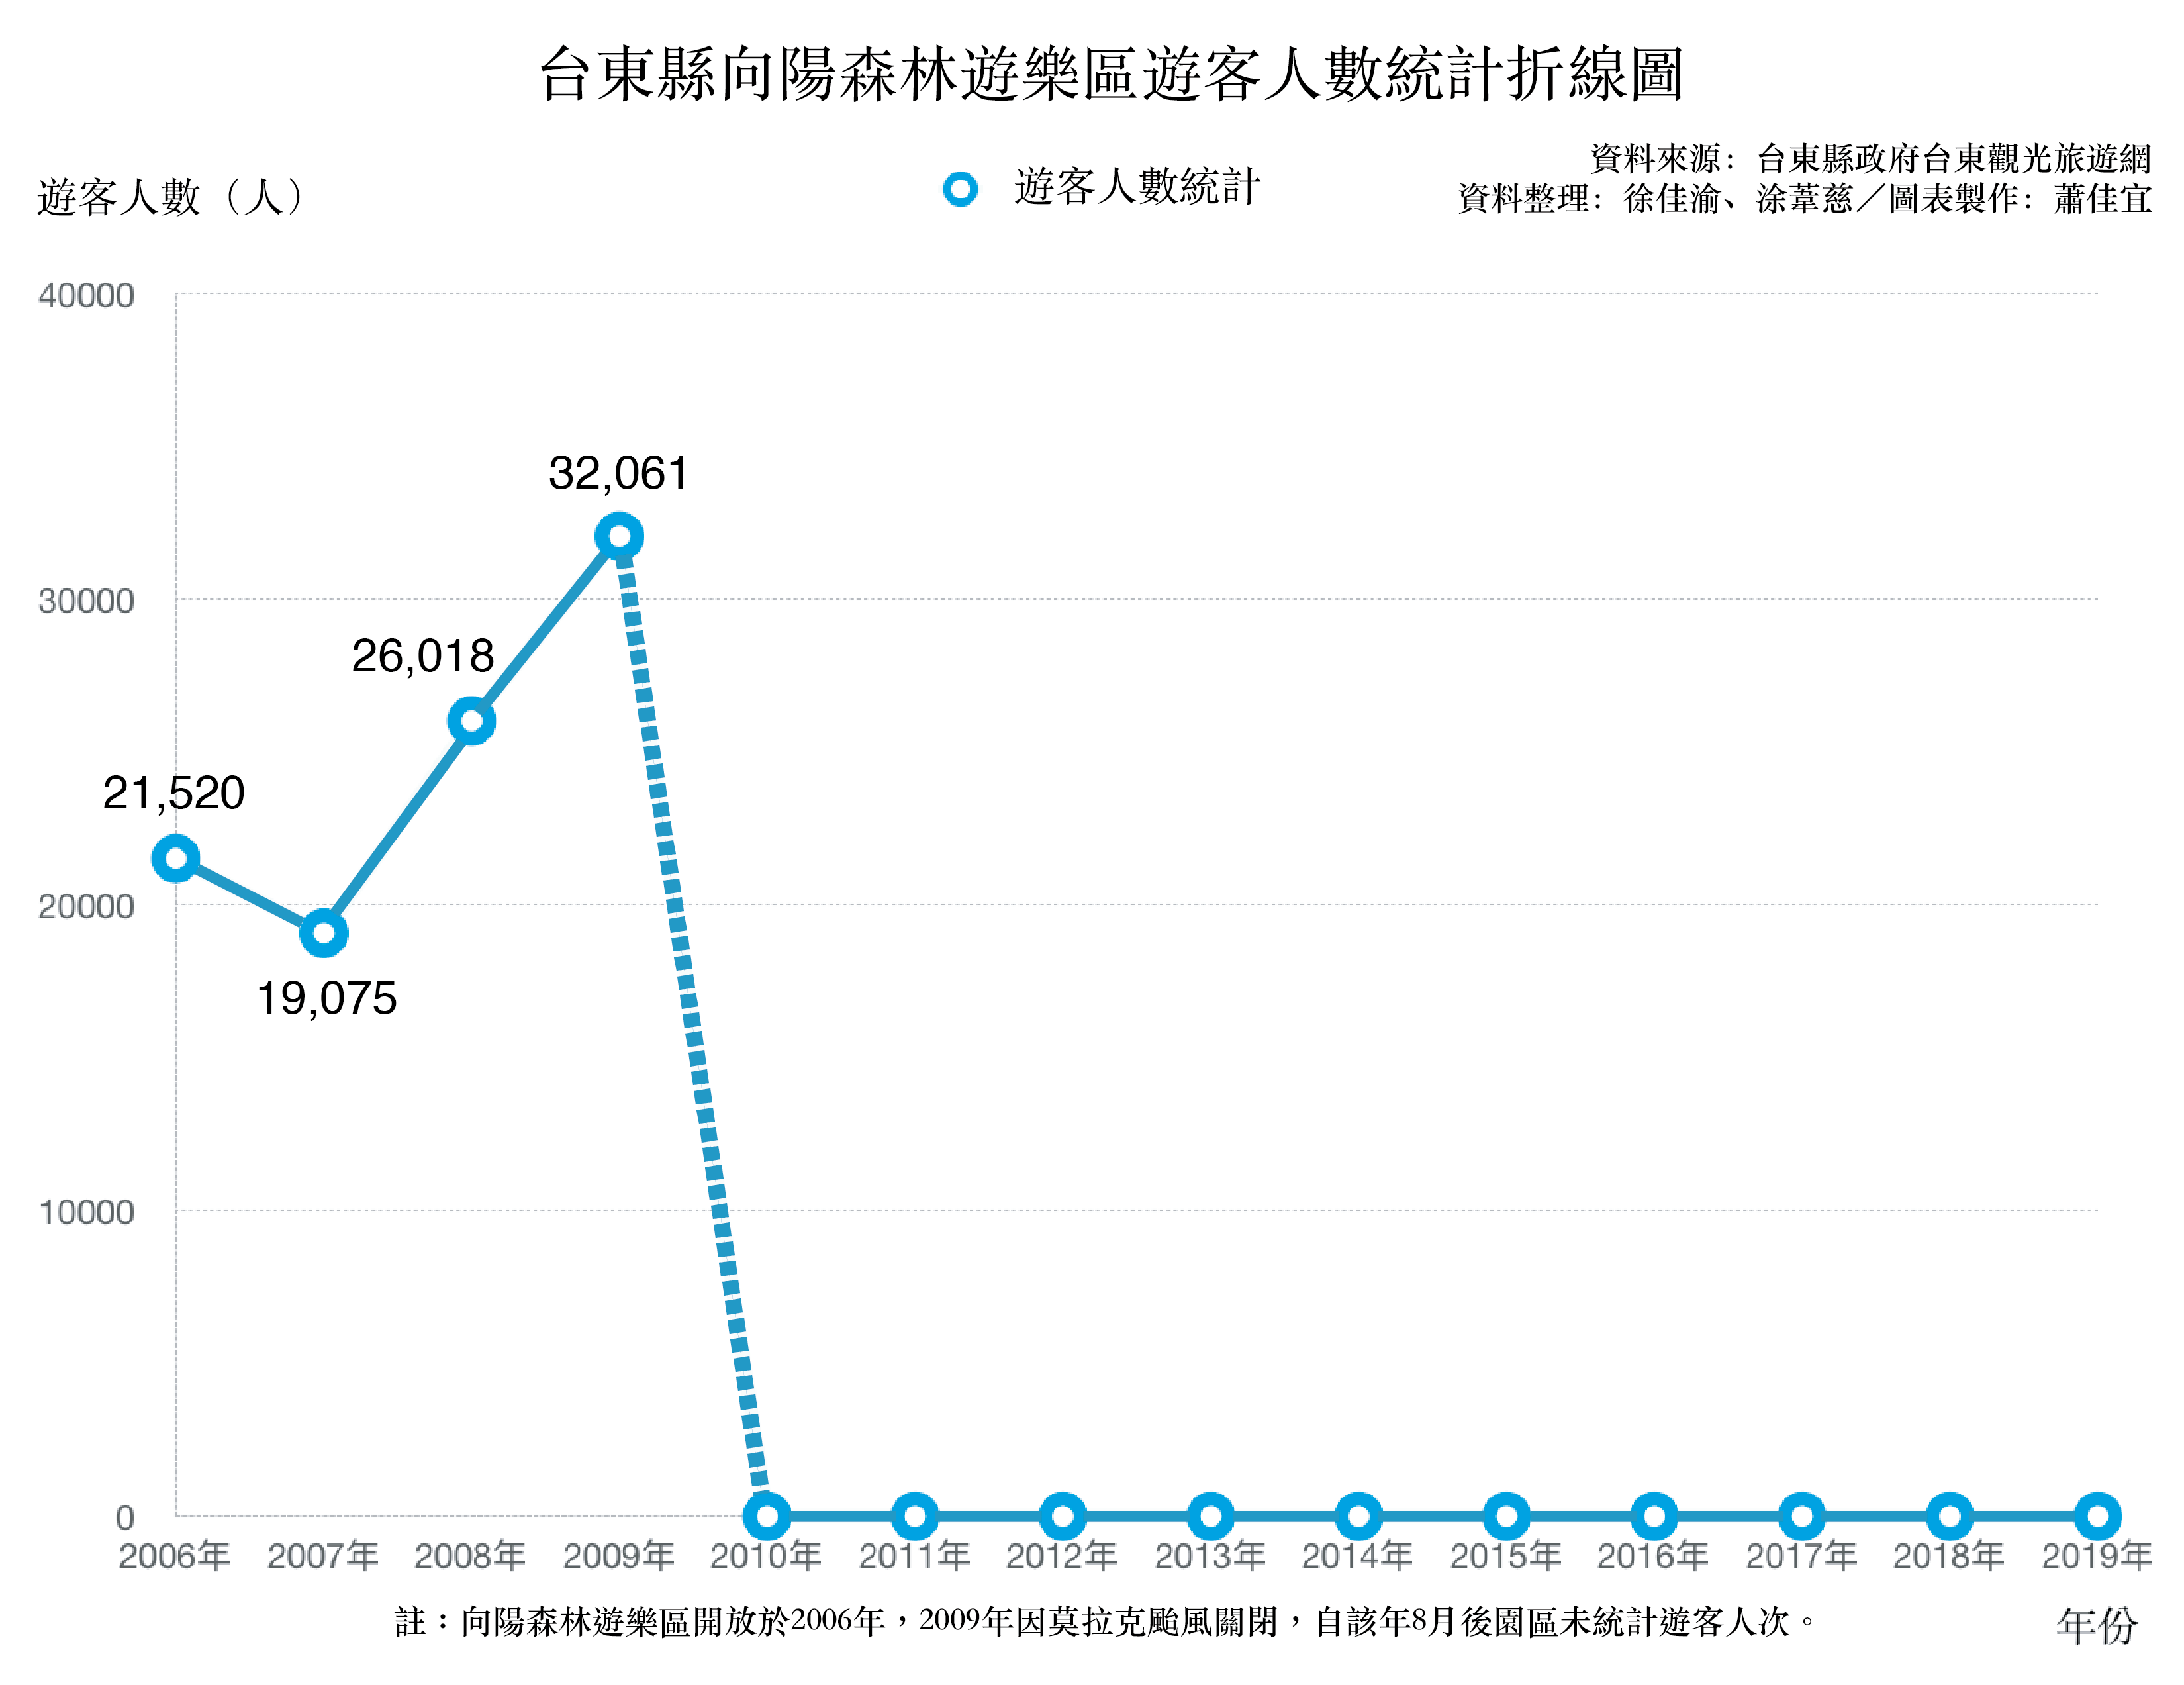 台東縣向陽森林遊樂區遊客人數統計折線圖
資料來源：台東縣政府台東觀光旅遊網
資料整理：徐佳渝、涂葦慈／圖表製作：蕭佳宜
遊客人數（人）
遊客人數統計
40000
32,061
30000
26,018
21,520
20000
19,075
10000
0
2006年 2007年 2008年 2009年 2010年 2011年 2012年 2013年 2014年 2015年 2016年 2017年 2018年 2019年
註：向陽森林遊樂區開放於2006年，2009年因莫拉克颱風關閉，自該年8月後園區未統計遊客人次。
年份